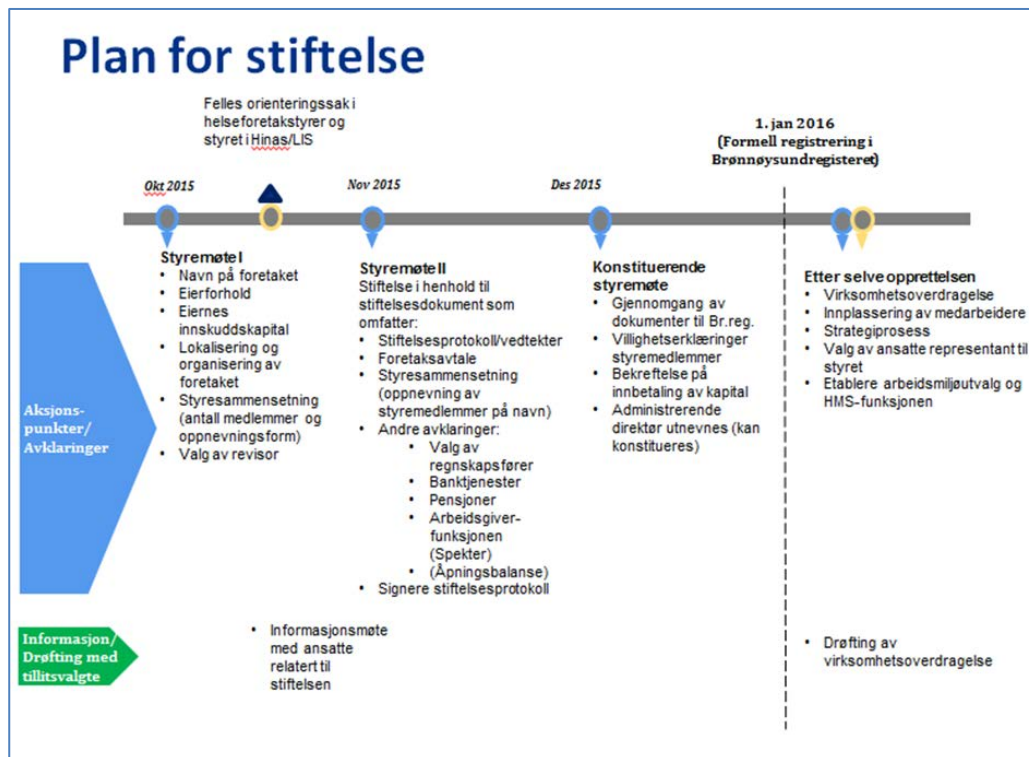 Plan for stiftelse
Felles orienteringssak i
helseforetakstyrer og
styret i Hinas/LIS
1. jan 2016
(Formell registrering i
Brønnøysundregisteret)
Okt 2015
Nov 2015
Des 2015
Aksjons-
punkter/
Avklaringer
Styremøte I
• Navn på foretaket
• Eierforhold
• Eiernes
innskuddskapital
• Lokalisering og
organisering av
foretaket
• Styresammensetning
(antall medlemmer og
oppnevningsform)
• Valg av revisor
Styremøte II
Stiftelse i henhold til
stiftelsesdokument som
omfatter:
• Stiftelsesprotokoll/vedtekter
• Foretaksavtale
• Styresammensetning
(oppnevning av
styremedlemmer på navn)
• Andre avklaringer:
• Valg av
regnskapsfører
• Banktjenester
• Pensjoner
• Arbeidsgiver-
funksjonen
(Spekter)
• (Åpningsbalanse)
• Signere stiftelsesprotokoll
Konstituerende
styremøte
• Gjennomgang av
dokumenter til Br.reg.
• Villighetserklæringer
styremedlemmer
• Bekreftelse på
innbetaling av kapital
• Administrerende
direktør utnevnes (kan
konstitueres)
Etter selve opprettelsen
• Virksomhetsoverdragelse
• Innplassering av medarbeidere
• Strategiprosess
• Valg av ansatte representant til
styret
• Etablere arbeidsmiljøutvalg og
HMS-funksjonen
Informasjon/
Drøfting med
tillitsvalgte
• Informasjonsmøte
med ansatte
relatert til
stiftelsen
• Drøfting av
virksomhetsoverdragelse